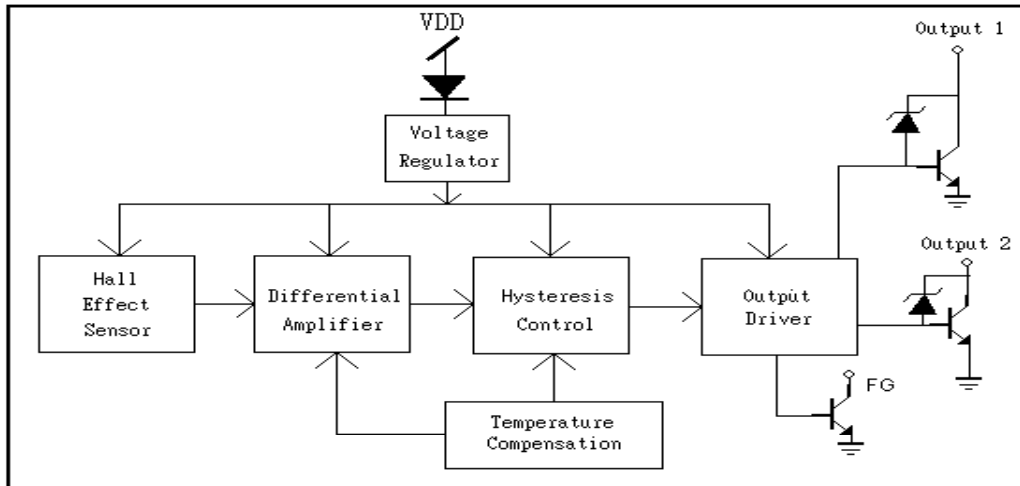 VDD
Output 1
Voltage
Regulator
Output 2
Hall
Effect
Sensor
Differential
Amplifier
Hysteresis
Control
Output
Driver
FG
Temperature
Compensation